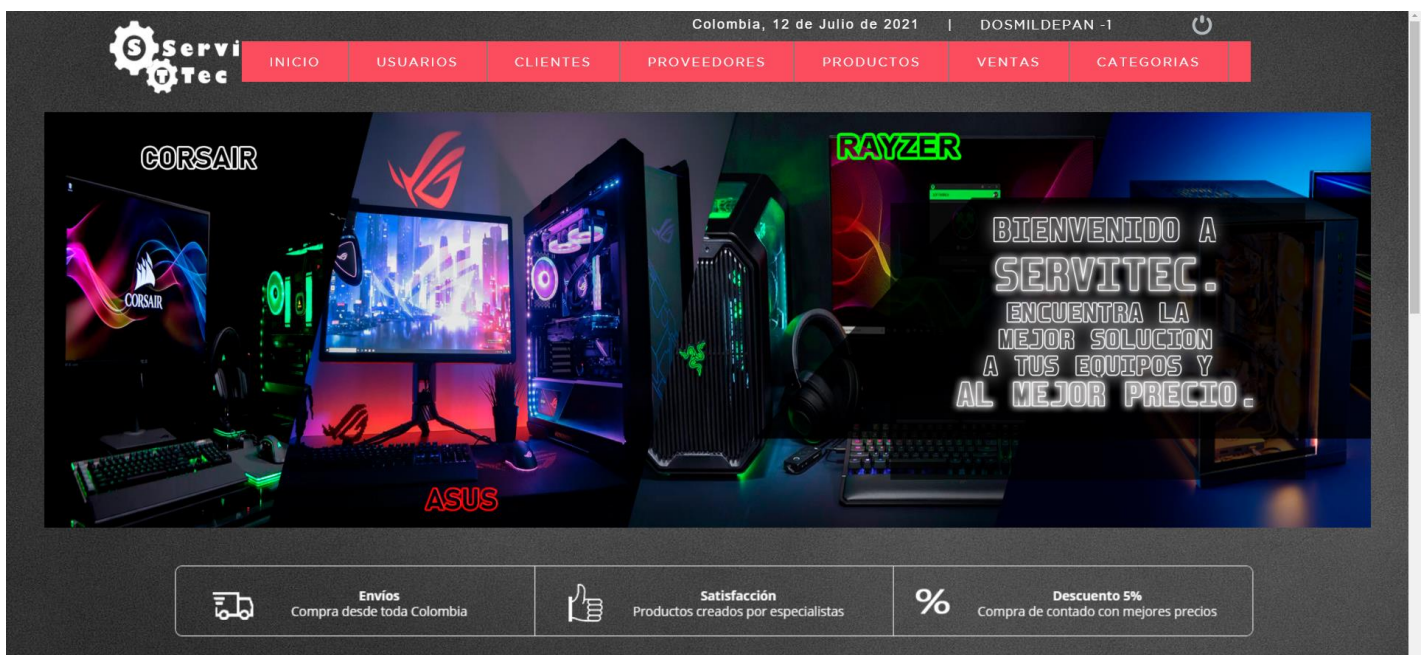 Colombia, 12 de Julio de 2021 | DOSMILDEPAN -1
S Servi
T Tec
INICIO USUARIOS CLIENTES PROVEEDORES PRODUCTOS VENTAS CATEGORIAS
CORSAIR
RAYZER
CORSAIR
ASUS
BIENVENIDO A
SERVITEC.
ENCUENTRA LA
MEJOR SOLUCION
A TUS EQUIPOS Y
AL MEJOR PRECIO.
Envíos
Compra desde toda Colombia
Satisfacción
Productos creados por especialistas
% Descuento 5%
Compra de contado con mejores precios